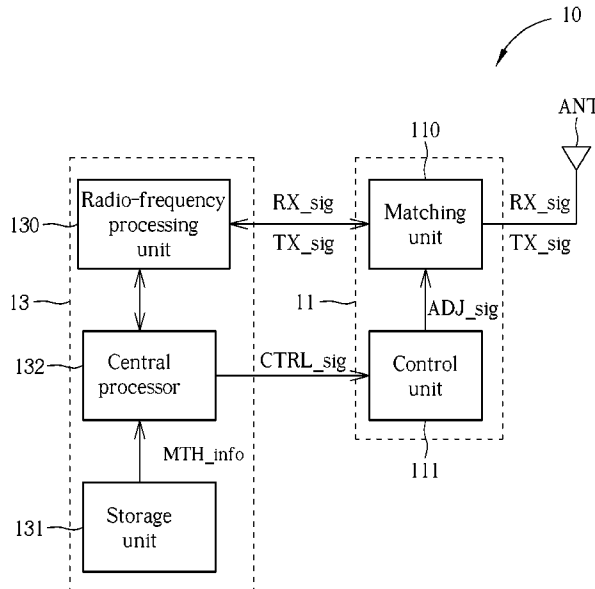 10
ANT
110
Radio-frequency
processing
unit
130
RX_sig
TX_sig
Matching
unit
RX_sig
TX_sig
13
11
ADJ_sig
132
Central
processor
CTRL_sig
Control
unit
MTH_info
111
131
Storage
unit